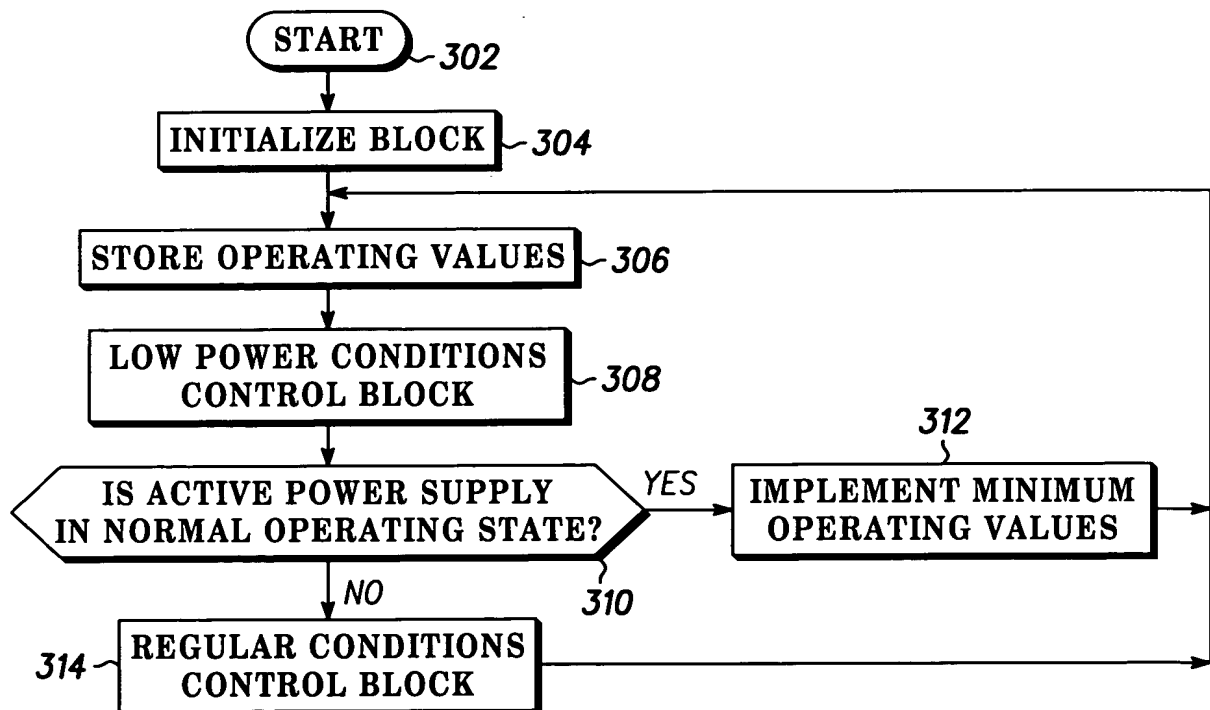 START
302
INITIALIZE BLOCK
304
STORE OPERATING VALUES
306
LOW POWER CONDITIONS
CONTROL BLOCK
308
IS ACTIVE POWER SUPPLY
IN NORMAL OPERATING STATE?
310
YES
312
IMPLEMENT MINIMUM
OPERATING VALUES
NO
314
REGULAR CONDITIONS
CONTROL BLOCK